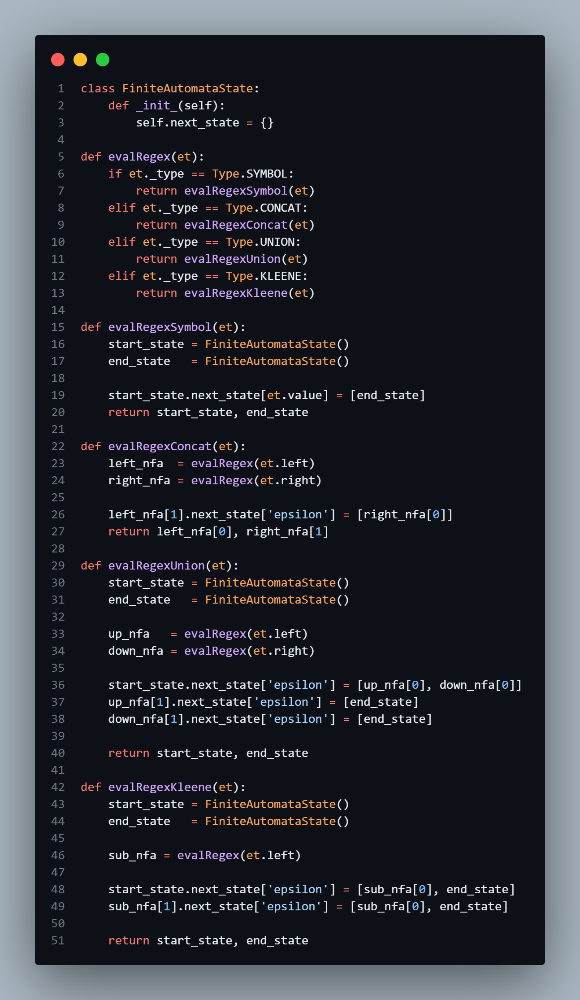 1 class FiniteAutomataState:
2     def _init_(self):
3         self.next_state = {}
4
5 def evalRegex(et):
6     if et._type == Type.SYMBOL:
7         return evalRegexSymbol(et)
8     elif et._type == Type.CONCAT:
9         return evalRegexConcat(et)
10     elif et._type == Type.UNION:
11         return evalRegexUnion(et)
12     elif et._type == Type.KLEENE:
13         return evalRegexKleene(et)
14
15 def evalRegexSymbol(et):
16     start_state = FiniteAutomataState()
17     end_state   = FiniteAutomataState()
18
19     start_state.next_state[et.value] = [end_state]
20     return start_state, end_state
21
22 def evalRegexConcat(et):
23     left_nfa  = evalRegex(et.left)
24     right_nfa = evalRegex(et.right)
25
26     left_nfa[1].next_state['epsilon'] = [right_nfa[0]]
27     return left_nfa[0], right_nfa[1]
28
29 def evalRegexUnion(et):
30     start_state = FiniteAutomataState()
31     end_state   = FiniteAutomataState()
32
33     up_nfa   = evalRegex(et.left)
34     down_nfa = evalRegex(et.right)
35
36     start_state.next_state['epsilon'] = [up_nfa[0], down_nfa[0]]
37     up_nfa[1].next_state['epsilon'] = [end_state]
38     down_nfa[1].next_state['epsilon'] = [end_state]
39
40     return start_state, end_state
41
42 def evalRegexKleene(et):
43     start_state = FiniteAutomataState()
44     end_state   = FiniteAutomataState()
45
46     sub_nfa = evalRegex(et.left)
47
48     start_state.next_state['epsilon'] = [sub_nfa[0], end_state]
49     sub_nfa[1].next_state['epsilon'] = [sub_nfa[0], end_state]
50
51     return start_state, end_state